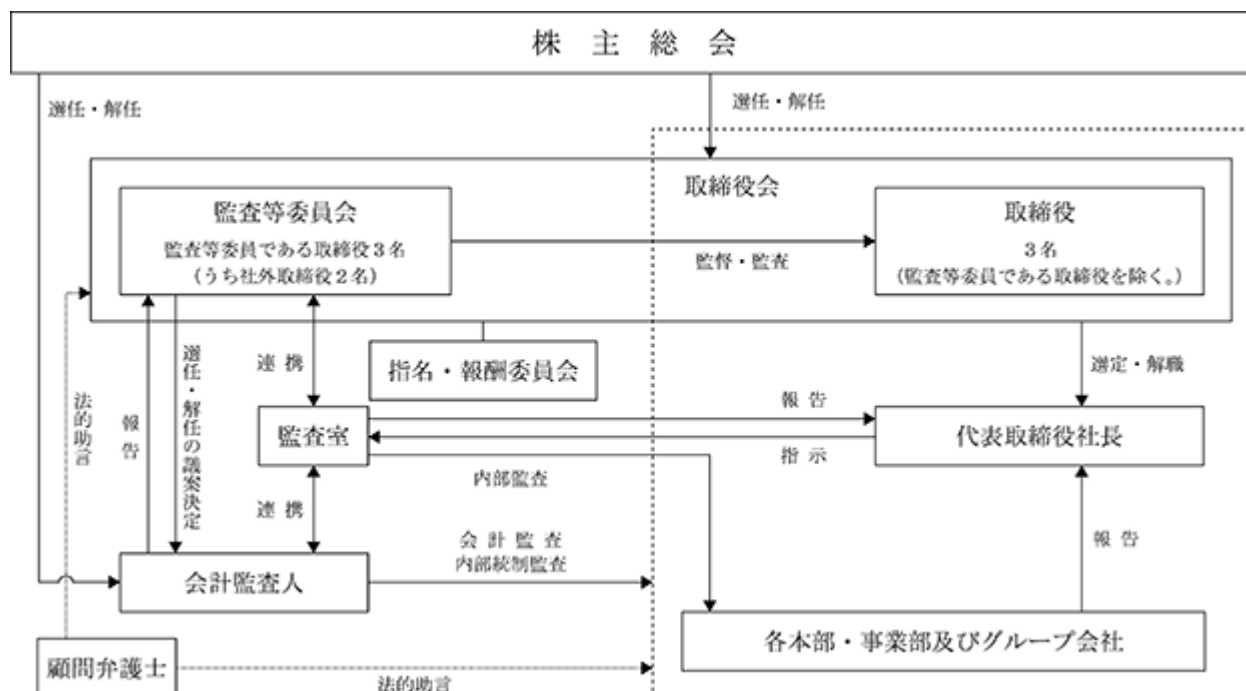 株主総会
選任・解任
選任・解任
取締役会
監査等委員会
監査等委員である取締役3名
(うち社外取締役2名)
監督・監査
取締役
3名
(監査等委員である取締役を除く。)
法的助言
報告
選任・解任の議案決定
連携
指名・報酬委員会
選定・解職
監査室
報告
指示
代表取締役社長
内部監査
連携
会計監査
内部統制監査
報告
会計監査人
各本部・事業部及びグループ会社
顧問弁護士
法的助言